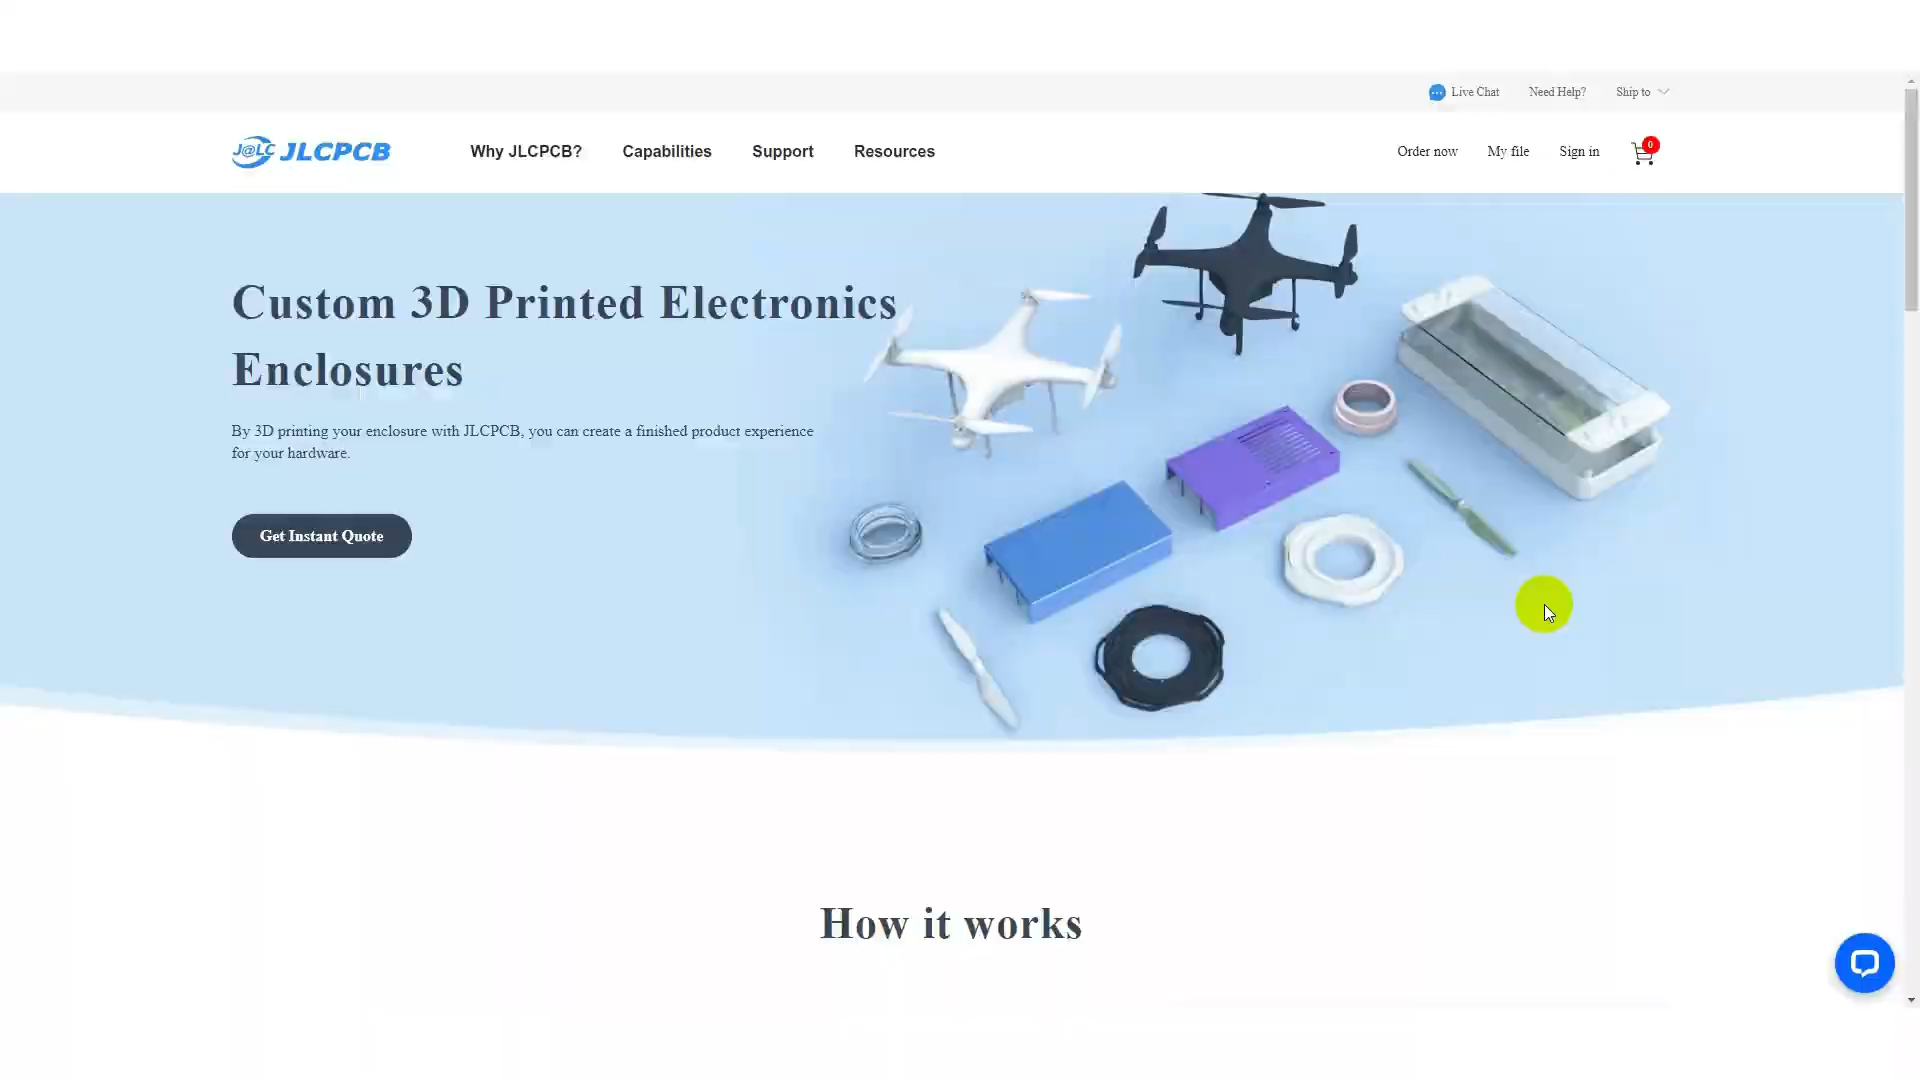 Live Chat Need Help? Ship to
J@LC JLCPCB Why JLCPCB? Capabilities Support Resources Order now My file Sign in 0
Custom 3D Printed Electronics
Enclosures
By 3D printing your enclosure with JLCPCB, you can create a finished product experience
for your hardware.
Get Instant Quote
How it works